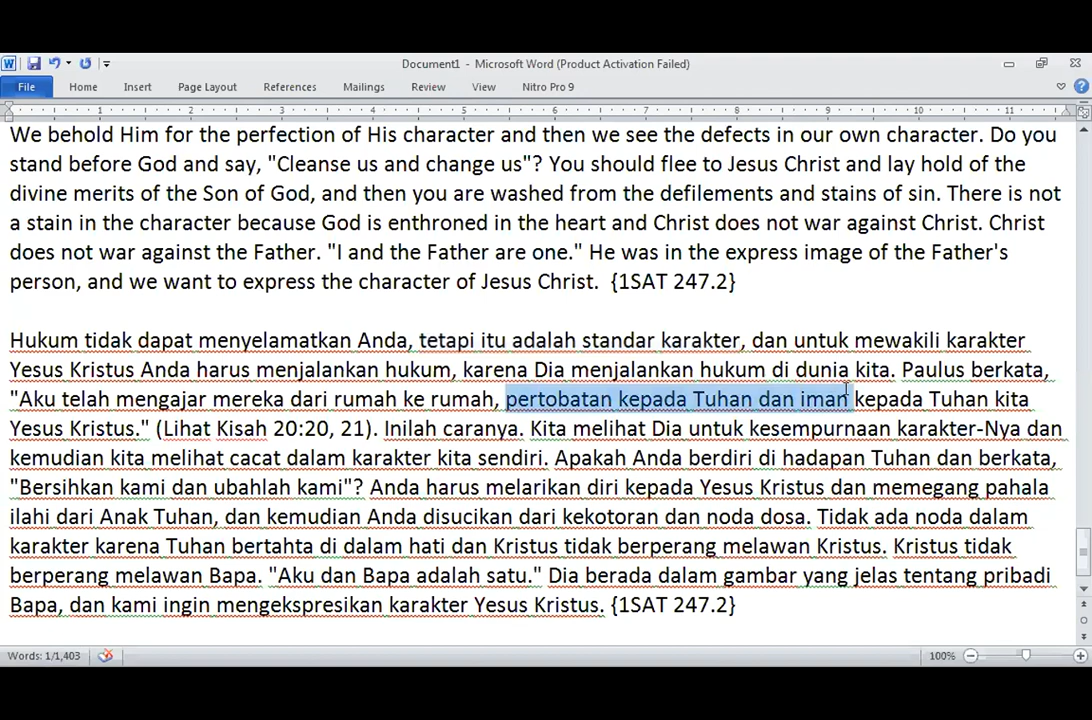 Document1 - Microsoft Word (Product Activation Failed)
File Home Insert Page Layout References Mailings Review View Nitro Pro 9
1 2 3 4 5 6 7 8 9 10 11
We behold Him for the perfection of His character and then we see the defects in our own character. Do you
stand before God and say, "Cleanse us and change us"? You should flee to Jesus Christ and lay hold of the
divine merits of the Son of God, and then you are washed from the defilements and stains of sin. There is not
a stain in the character because God is enthroned in the heart and Christ does not war against Christ. Christ
does not war against the Father. "I and the Father are one." He was in the express image of the Father's
person, and we want to express the character of Jesus Christ. {1SAT 247.2}
Hukum tidak dapat menyelamatkan Anda, tetapi itu adalah standar karakter, dan untuk mewakili karakter
Yesus Kristus Anda harus menjalankan hukum, karena Dia menjalankan hukum di dunia kita. Paulus berkata,
"Aku telah mengajar mereka dari rumah ke rumah, pertobatan kepada Tuhan dan iman kepada Tuhan kita
Yesus Kristus." (Lihat Kisah 20:20, 21). Inilah caranya. Kita melihat Dia untuk kesempurnaan karakter-Nya dan
kemudian kita melihat cacat dalam karakter kita sendiri. Apakah Anda berdiri di hadapan Tuhan dan berkata,
"Bersihkan kami dan ubahlah kami"? Anda harus melarikan diri kepada Yesus Kristus dan memegang pahala
ilahi dari Anak Tuhan, dan kemudian Anda disucikan dari kekotoran dan noda dosa. Tidak ada noda dalam
karakter karena Tuhan bertahta di dalam hati dan Kristus tidak berperang melawan Kristus. Kristus tidak
berperang melawan Bapa. "Aku dan Bapa adalah satu." Dia berada dalam gambar yang jelas tentang pribadi
Bapa, dan kami ingin mengekspresikan karakter Yesus Kristus. {1SAT 247.2}
Words: 1/1,403 100%